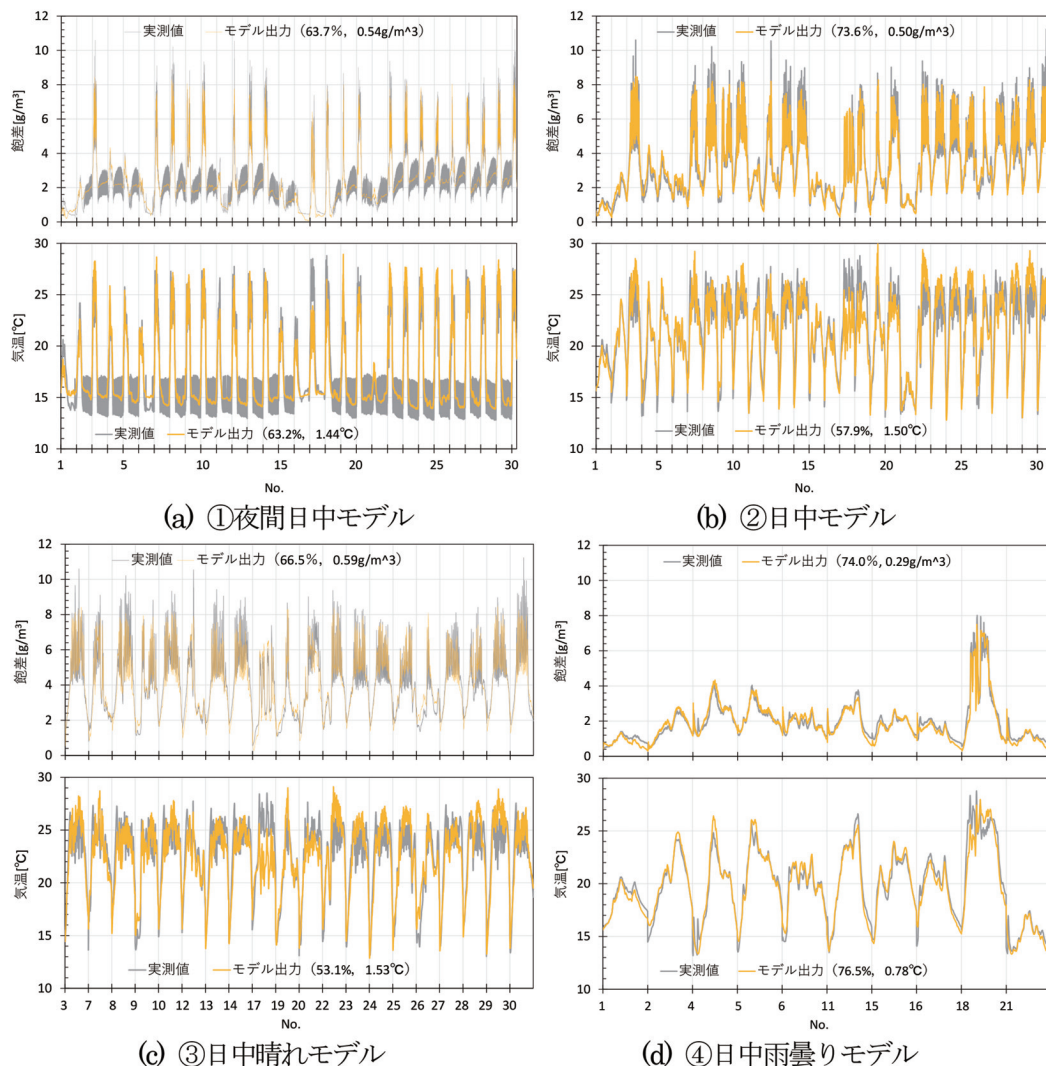 実測値 モデル出力（63.7%, 0.54g/m^3）
飽差[g/m³]
12
10
8
6
4
2
0
気温[℃]
30
25
20
15
10
実測値 モデル出力（63.2%, 1.44℃）
1 5 10 15 20 25 30
No.
(a) ①夜間日中モデル
実測値 モデル出力（73.6%, 0.50g/m^3）
飽差[g/m³]
12
10
8
6
4
2
0
気温[℃]
30
25
20
15
10
実測値 モデル出力（57.9%, 1.50℃）
1 5 10 15 20 25 30
No.
(b) ②日中モデル
実測値 モデル出力（66.5%, 0.59g/m^3）
飽差[g/m³]
12
10
8
6
4
2
0
気温[℃]
30
25
20
15
10
実測値 モデル出力（53.1%, 1.53℃）
3 7 8 9 10 12 13 14 17 19 20 22 23 24 25 26 27 28 29 30
No.
(c) ③日中晴れモデル
実測値 モデル出力（74.0%, 0.29g/m^3）
飽差[g/m³]
12
10
8
6
4
2
0
気温[℃]
30
25
20
15
10
実測値 モデル出力（76.5%, 0.78℃）
1 2 4 5 6 11 15 16 18 21
No.
(d) ④日中雨曇りモデル